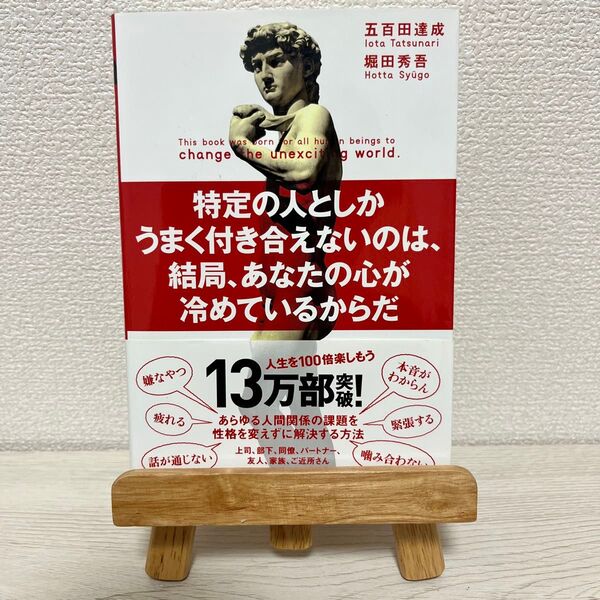 五百田達成
Iota Tatsunari
堀田秀吾
Hotta Syūgo
This book was born for all human beings to
change the unexciting world.
特定の人としか
うまく付き合えないのは、
結局、あなたの心が
冷めているからだ
人生を100倍楽しもう
13万部突破!
あらゆる人間関係の課題を
性格を変えずに解決する方法
上司、部下、同僚、パートナー、
友人、家族、ご近所さん
嫌なやつ
疲れる
話が通じない
本音が
わからん
緊張する
噛み合わない